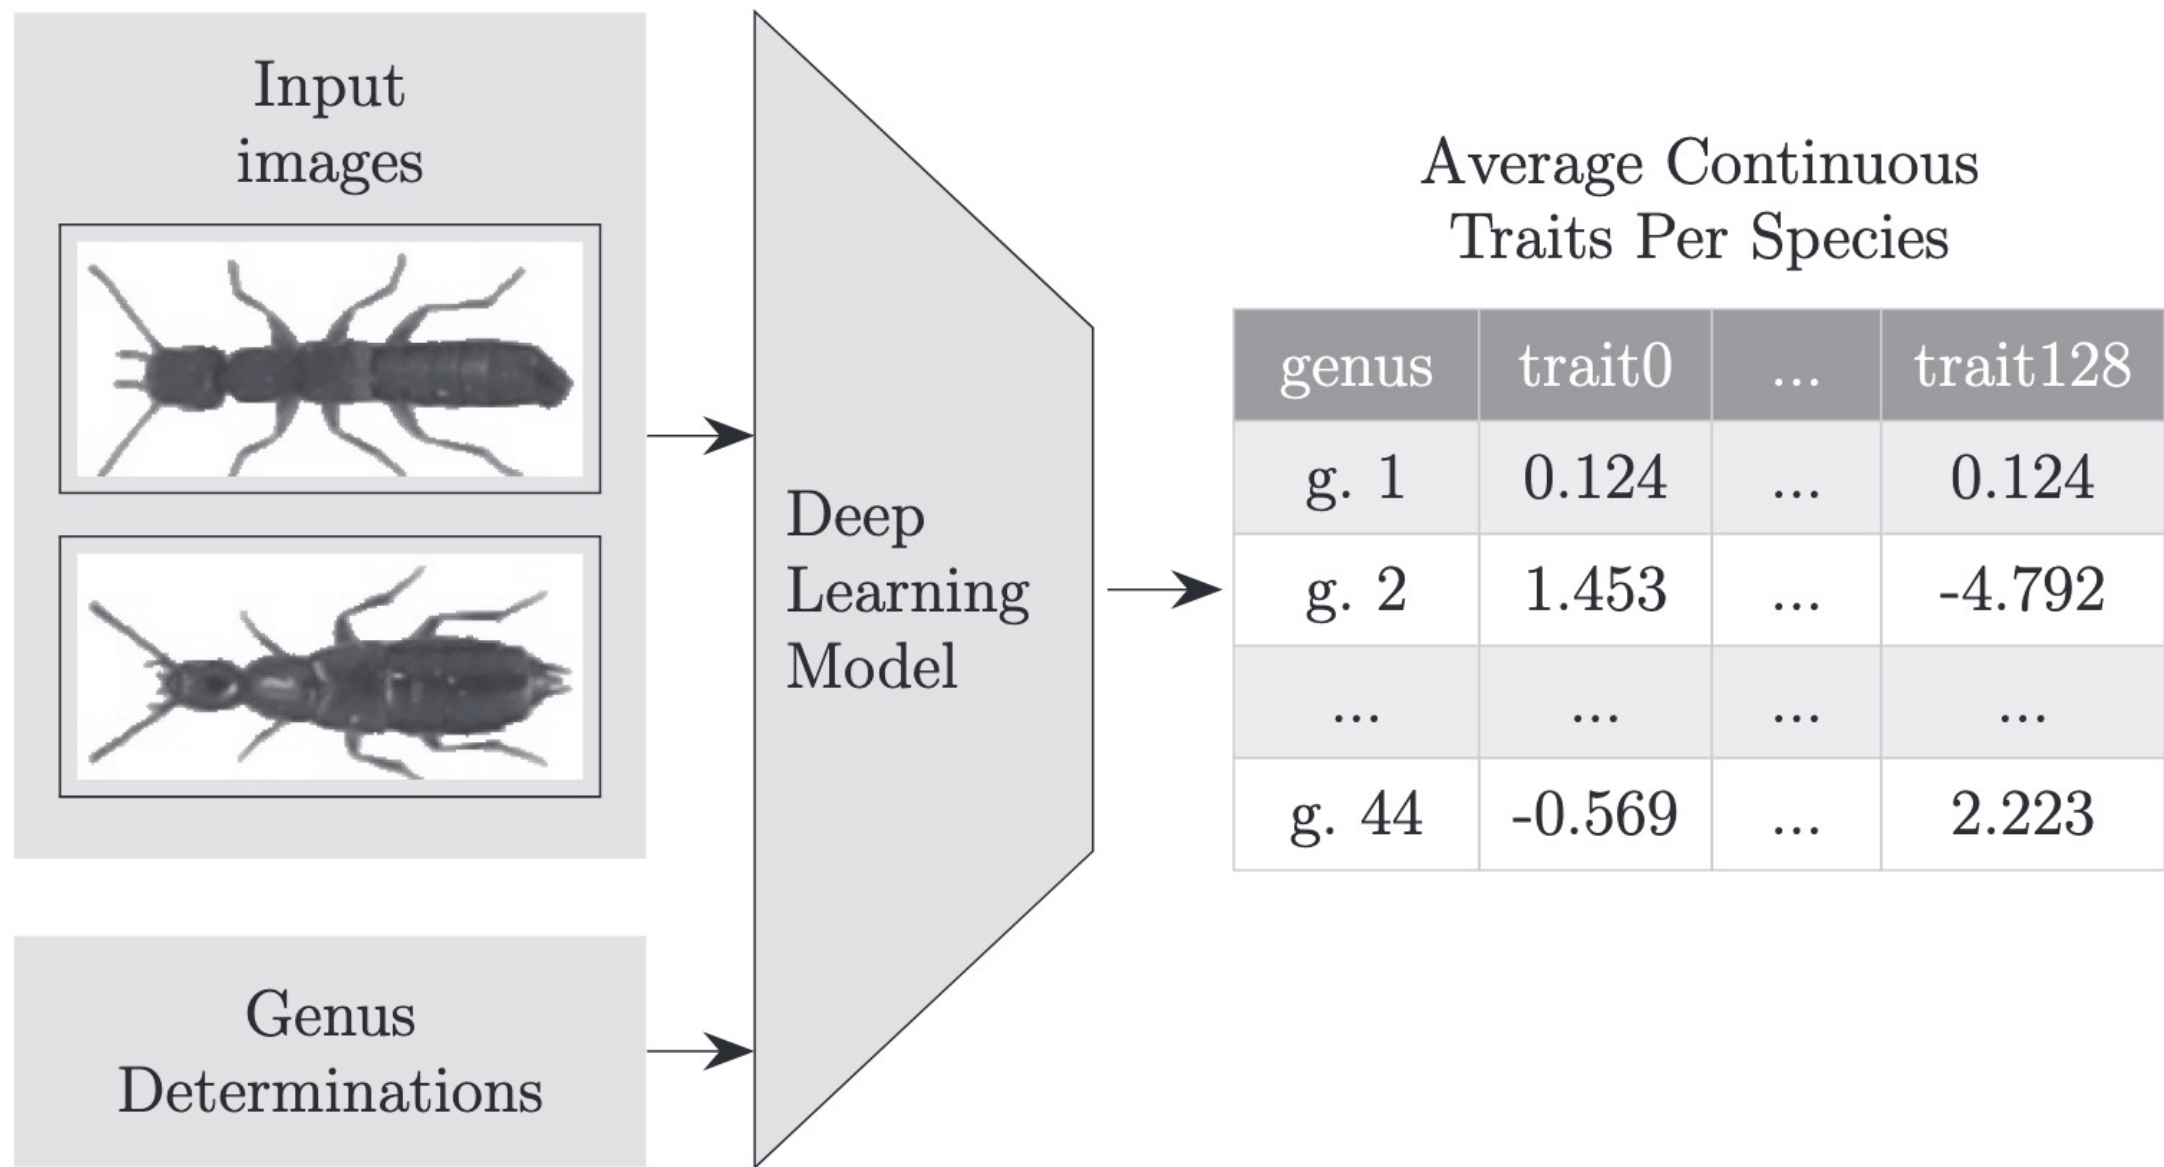 Input
images
Genus
Determinations
Deep
Learning
Model
Average Continuous
Traits Per Species
genus trait0 ... trait128
g. 1 0.124 ... 0.124
g. 2 1.453 ... -4.792
... ... ... ...
g. 44 -0.569 ... 2.223